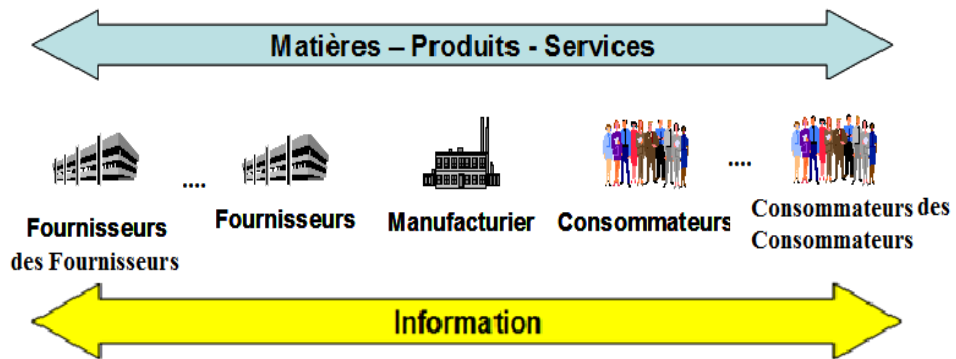 Matières – Produits - Services
.... ....
Fournisseurs
des Fournisseurs
Fournisseurs
Manufacturier
Consommateurs
Consommateurs des
Consommateurs
Information